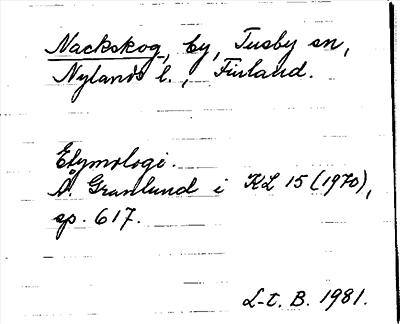 Nackskog, by, Tusby sn,
Nylands l., Finland.
Etymologi.
Å. Granlund i KL 15 (1970),
sp. 617.
L-t. B. 1981.